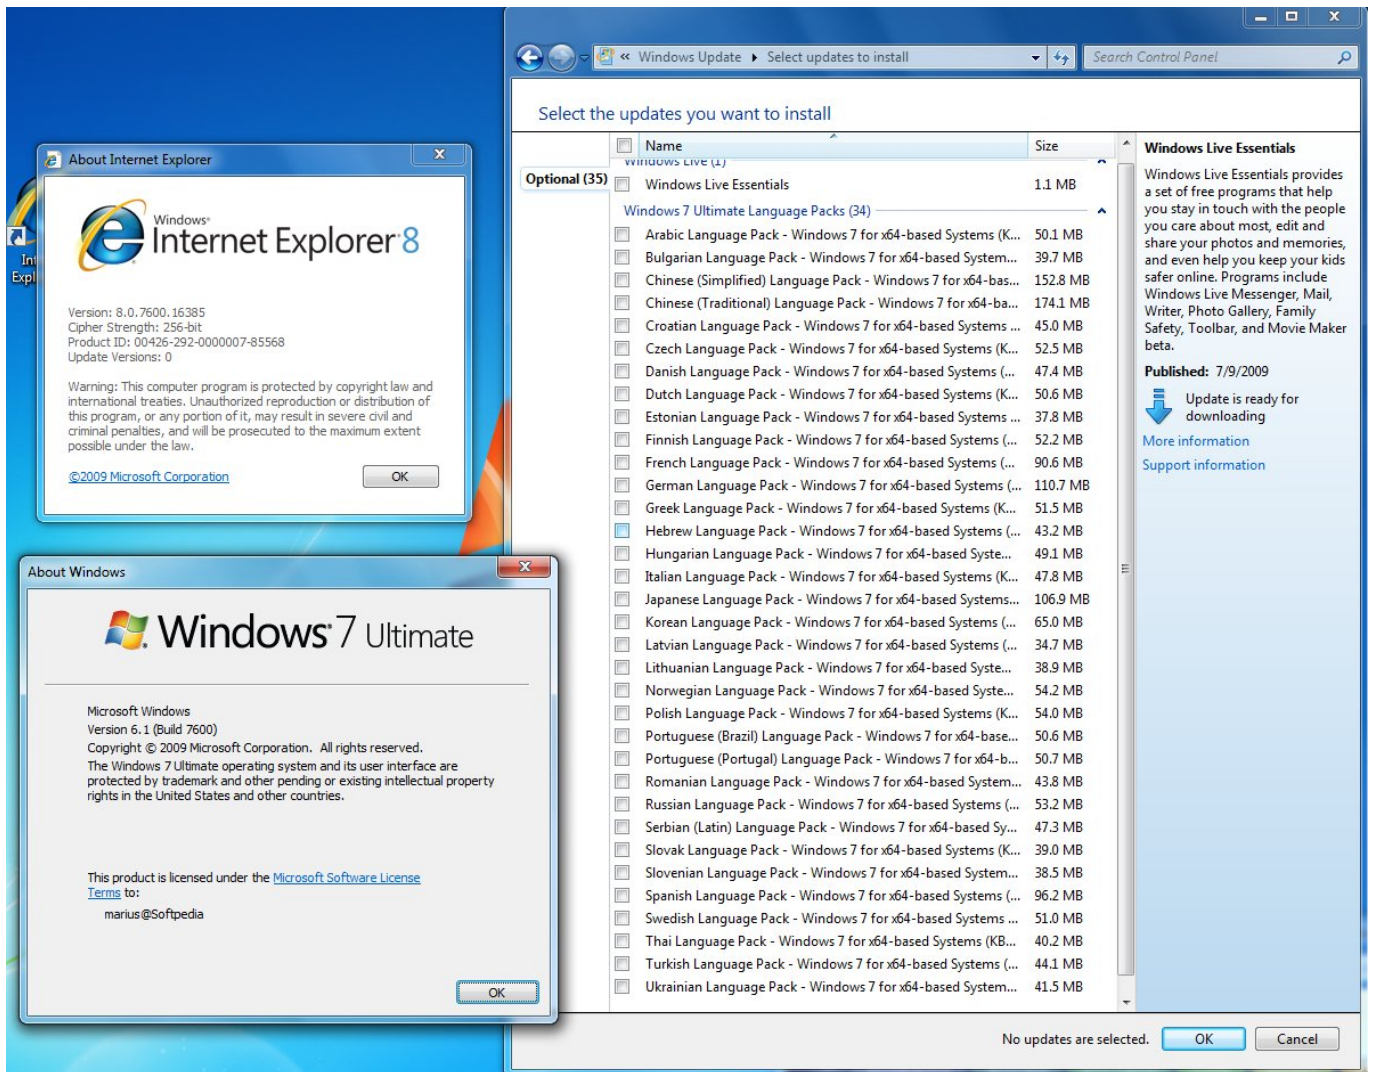 Windows Update ▸ Select updates to install
Search Control Panel
Select the updates you want to install
Name Size
Windows Live (1)
Optional (35)
Windows Live Essentials 1.1 MB
Windows 7 Ultimate Language Packs (34)
Arabic Language Pack - Windows 7 for x64-based Systems (K... 50.1 MB
Bulgarian Language Pack - Windows 7 for x64-based System... 39.7 MB
Chinese (Simplified) Language Pack - Windows 7 for x64-bas... 152.8 MB
Chinese (Traditional) Language Pack - Windows 7 for x64-ba... 174.1 MB
Croatian Language Pack - Windows 7 for x64-based Systems ... 45.0 MB
Czech Language Pack - Windows 7 for x64-based Systems (K... 52.5 MB
Danish Language Pack - Windows 7 for x64-based Systems (... 47.4 MB
Dutch Language Pack - Windows 7 for x64-based Systems (K... 50.6 MB
Estonian Language Pack - Windows 7 for x64-based Systems ... 37.8 MB
Finnish Language Pack - Windows 7 for x64-based Systems (... 52.2 MB
French Language Pack - Windows 7 for x64-based Systems (... 90.6 MB
German Language Pack - Windows 7 for x64-based Systems (... 110.7 MB
Greek Language Pack - Windows 7 for x64-based Systems (K... 51.5 MB
Hebrew Language Pack - Windows 7 for x64-based Systems (... 43.2 MB
Hungarian Language Pack - Windows 7 for x64-based Syste... 49.1 MB
Italian Language Pack - Windows 7 for x64-based Systems (K... 47.8 MB
Japanese Language Pack - Windows 7 for x64-based Systems... 106.9 MB
Korean Language Pack - Windows 7 for x64-based Systems (... 65.0 MB
Latvian Language Pack - Windows 7 for x64-based Systems (... 34.7 MB
Lithuanian Language Pack - Windows 7 for x64-based Syste... 38.9 MB
Norwegian Language Pack - Windows 7 for x64-based Syste... 54.2 MB
Polish Language Pack - Windows 7 for x64-based Systems (K... 54.0 MB
Portuguese (Brazil) Language Pack - Windows 7 for x64-base... 50.6 MB
Portuguese (Portugal) Language Pack - Windows 7 for x64-b... 50.7 MB
Romanian Language Pack - Windows 7 for x64-based System... 43.8 MB
Russian Language Pack - Windows 7 for x64-based Systems (... 53.2 MB
Serbian (Latin) Language Pack - Windows 7 for x64-based Sy... 47.3 MB
Slovak Language Pack - Windows 7 for x64-based Systems (K... 39.0 MB
Slovenian Language Pack - Windows 7 for x64-based System... 38.5 MB
Spanish Language Pack - Windows 7 for x64-based Systems (... 96.2 MB
Swedish Language Pack - Windows 7 for x64-based Systems ... 51.0 MB
Thai Language Pack - Windows 7 for x64-based Systems (KB... 40.2 MB
Turkish Language Pack - Windows 7 for x64-based Systems (... 44.1 MB
Ukrainian Language Pack - Windows 7 for x64-based System... 41.5 MB
Windows Live Essentials
Windows Live Essentials provides
a set of free programs that help
you stay in touch with the people
you care about most, edit and
share your photos and memories,
and even help you keep your kids
safer online. Programs include
Windows Live Messenger, Mail,
Writer, Photo Gallery, Family
Safety, Toolbar, and Movie Maker
beta.
Published: 7/9/2009
Update is ready for
downloading
More information
Support information
No updates are selected. OK Cancel
Int
Expl
About Internet Explorer
Windows®
Internet Explorer 8
Version: 8.0.7600.16385
Cipher Strength: 256-bit
Product ID: 00426-292-0000007-85568
Update Versions: 0
Warning: This computer program is protected by copyright law and
international treaties. Unauthorized reproduction or distribution of
this program, or any portion of it, may result in severe civil and
criminal penalties, and will be prosecuted to the maximum extent
possible under the law.
©2009 Microsoft Corporation OK
About Windows
Windows® 7 Ultimate
Microsoft Windows
Version 6.1 (Build 7600)
Copyright © 2009 Microsoft Corporation. All rights reserved.
The Windows 7 Ultimate operating system and its user interface are
protected by trademark and other pending or existing intellectual property
rights in the United States and other countries.
This product is licensed under the Microsoft Software License
Terms to:
marius@Softpedia
OK